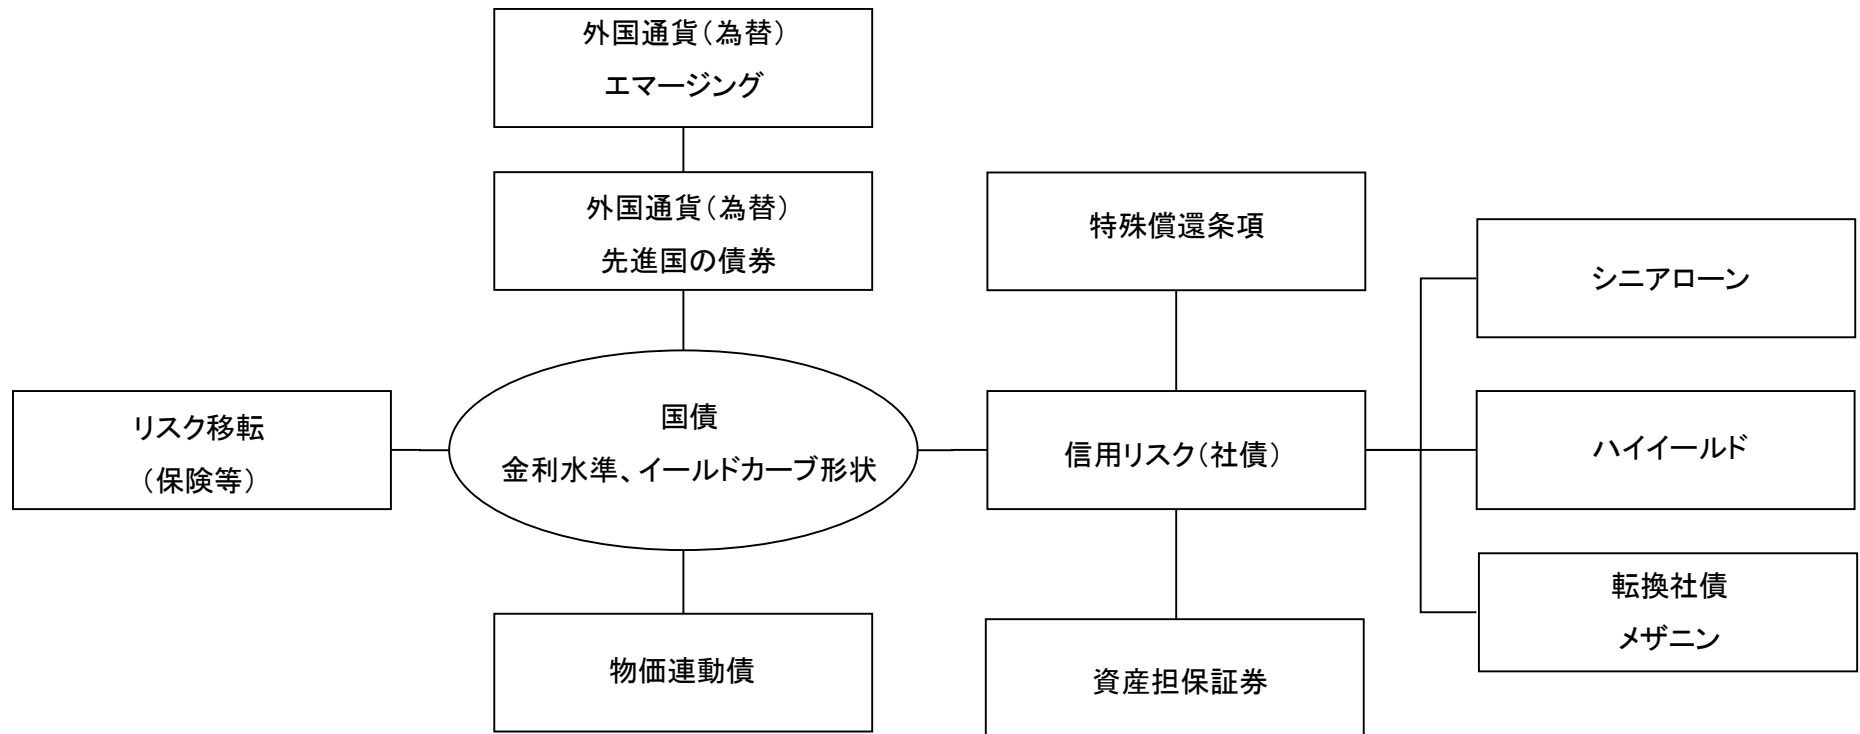 外国通貨（為替）
エマージング
外国通貨（為替）
先進国の債券
特殊償還条項
シニアローン
リスク移転
（保険等）
国債
金利水準、イールドカーブ形状
信用リスク（社債）
ハイイールド
転換社債
メザニン
物価連動債
資産担保証券